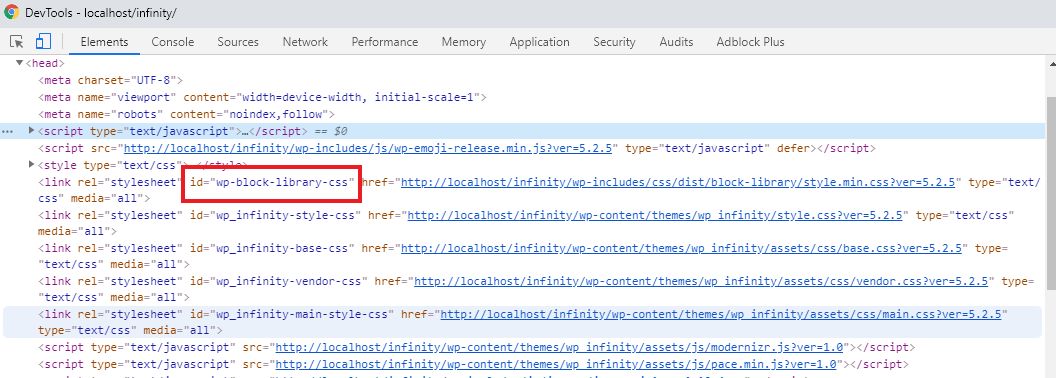 DevTools - localhost/infinity/
Elements Console Sources Network Performance Memory Application Security Audits Adblock Plus
▼<head>
<meta charset="UTF-8">
<meta name="viewport" content="width=device-width, initial-scale=1">
<meta name="robots" content="noindex,follow">
••• ▶<script type="text/javascript">…</script> == $0
<script src="http://localhost/infinity/wp-includes/js/wp-emoji-release.min.js?ver=5.2.5" type="text/javascript" defer></script>
▶<style type="text/css">…</style>
<link rel="stylesheet" id="wp-block-library-css" href="http://localhost/infinity/wp-includes/css/dist/block-library/style.min.css?ver=5.2.5" type="text/
css" media="all">
<link rel="stylesheet" id="wp_infinity-style-css" href="http://localhost/infinity/wp-content/themes/wp_infinity/style.css?ver=5.2.5" type="text/css"
media="all">
<link rel="stylesheet" id="wp_infinity-base-css" href="http://localhost/infinity/wp-content/themes/wp_infinity/assets/css/base.css?ver=5.2.5" type=
"text/css" media="all">
<link rel="stylesheet" id="wp_infinity-vendor-css" href="http://localhost/infinity/wp-content/themes/wp_infinity/assets/css/vendor.css?ver=5.2.5" type=
"text/css" media="all">
<link rel="stylesheet" id="wp_infinity-main-style-css" href="http://localhost/infinity/wp-content/themes/wp_infinity/assets/css/main.css?ver=5.2.5"
type="text/css" media="all">
<script type="text/javascript" src="http://localhost/infinity/wp-content/themes/wp_infinity/assets/js/modernizr.js?ver=1.0"></script>
<script type="text/javascript" src="http://localhost/infinity/wp-content/themes/wp_infinity/assets/js/pace.min.js?ver=1.0"></script>